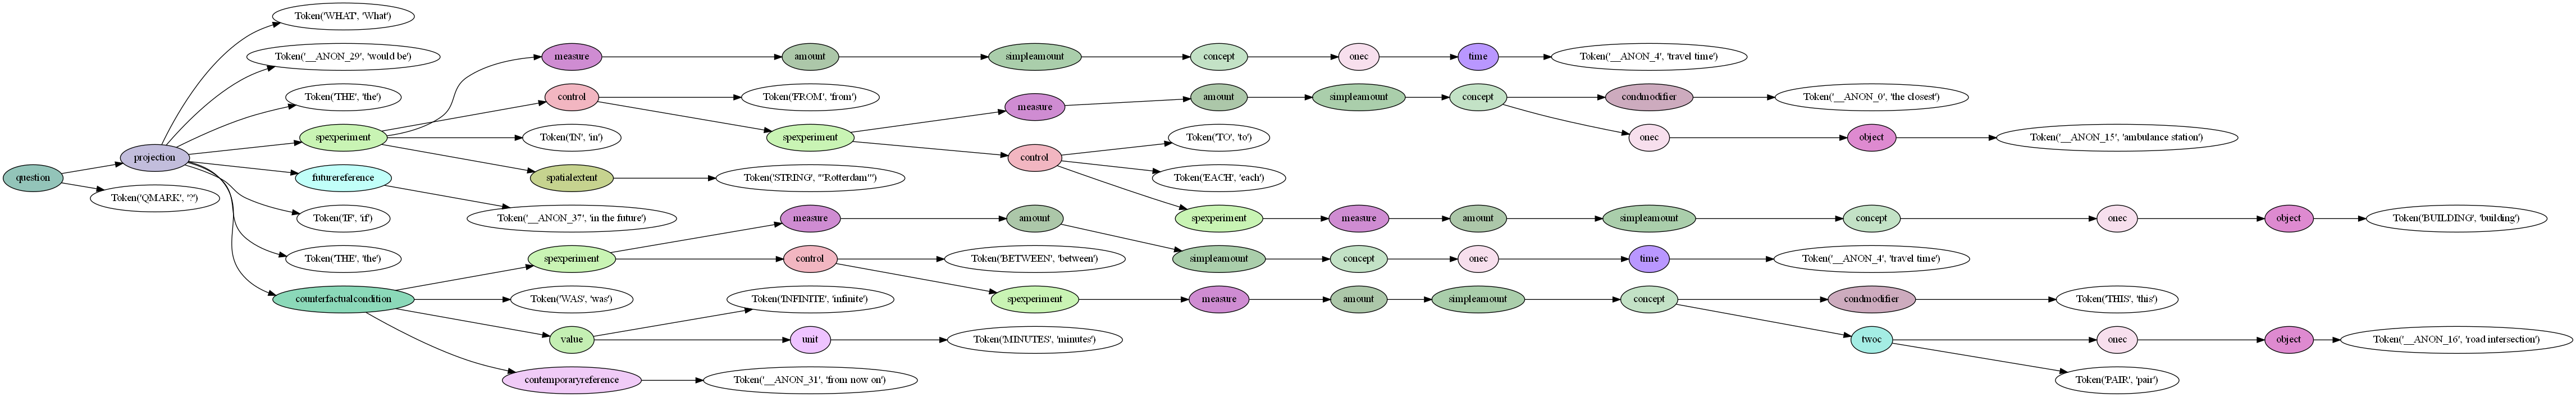 Token('WHAT', 'What')
Token('__ANON_29', 'would be')
measure
amount
simpleamount
concept
onec
time
Token('__ANON_4', 'travel time')
Token('THE', 'the')
control
Token('FROM', 'from')
measure
amount
simpleamount
concept
condmodifier
Token('__ANON_0', 'the closest')
spexperiment
Token('IN', 'in')
spexperiment
Token('TO', 'to')
onec
object
Token('__ANON_15', 'ambulance station')
projection
control
question
futurereference
spatialextent
Token('STRING', "'Rotterdam'")
Token('EACH', 'each')
Token('QMARK', '?')
Token('IF', 'if')
Token('__ANON_37', 'in the future')
measure
amount
spexperiment
measure
amount
simpleamount
concept
onec
object
Token('BUILDING', 'building')
Token('THE', 'the')
spexperiment
control
Token('BETWEEN', 'between')
simpleamount
concept
onec
time
Token('__ANON_4', 'travel time')
counterfactualcondition
Token('WAS', 'was')
Token('INFINITE', 'infinite')
spexperiment
measure
amount
simpleamount
concept
condmodifier
Token('THIS', 'this')
value
unit
Token('MINUTES', 'minutes')
twoc
onec
object
Token('__ANON_16', 'road intersection')
contemporaryreference
Token('__ANON_31', 'from now on')
Token('PAIR', 'pair')